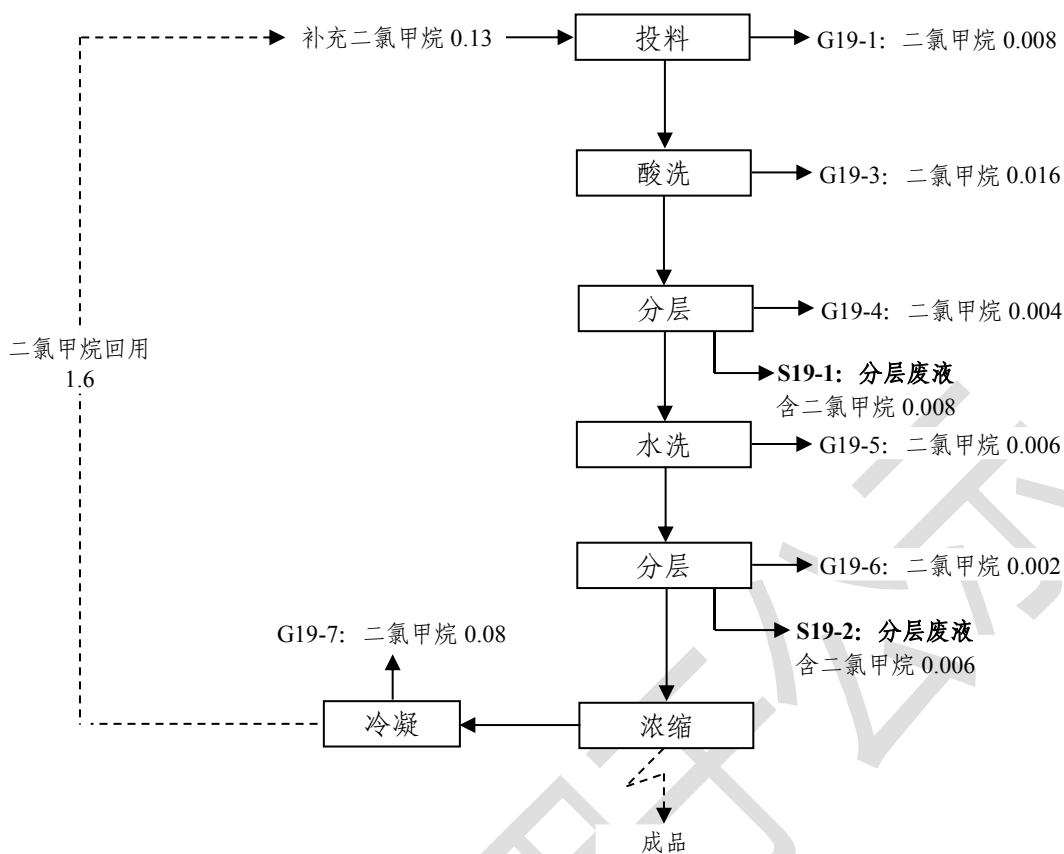 补充二氯甲烷 0.13
投料
G19-1：二氯甲烷 0.008
酸洗
G19-3：二氯甲烷 0.016
分层
G19-4：二氯甲烷 0.004
二氯甲烷回用
1.6
S19-1：分层废液
含二氯甲烷 0.008
水洗
G19-5：二氯甲烷 0.006
分层
G19-6：二氯甲烷 0.002
G19-7：二氯甲烷 0.08
S19-2：分层废液
含二氯甲烷 0.006
冷凝
浓缩
成品
于公示